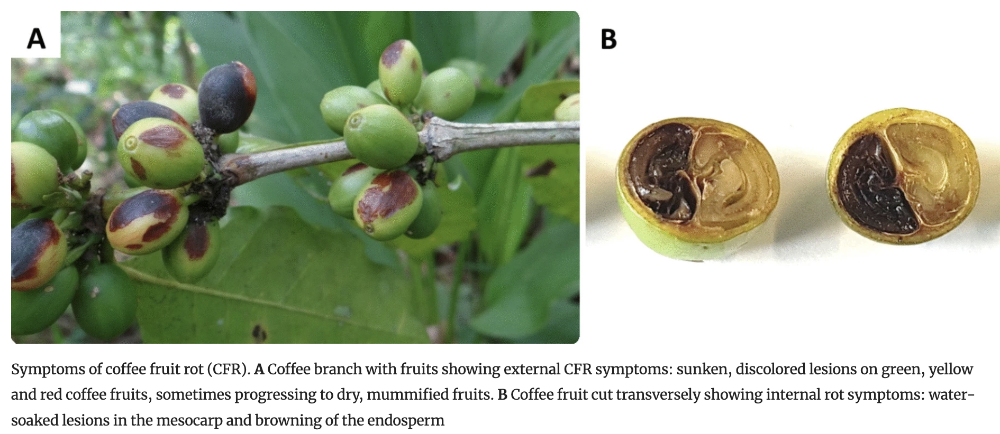 A
B
Symptoms of coffee fruit rot (CFR). A Coffee branch with fruits showing external CFR symptoms: sunken, discolored lesions on green, yellow
and red coffee fruits, sometimes progressing to dry, mummified fruits. B Coffee fruit cut transversely showing internal rot symptoms: water-
soaked lesions in the mesocarp and browning of the endosperm